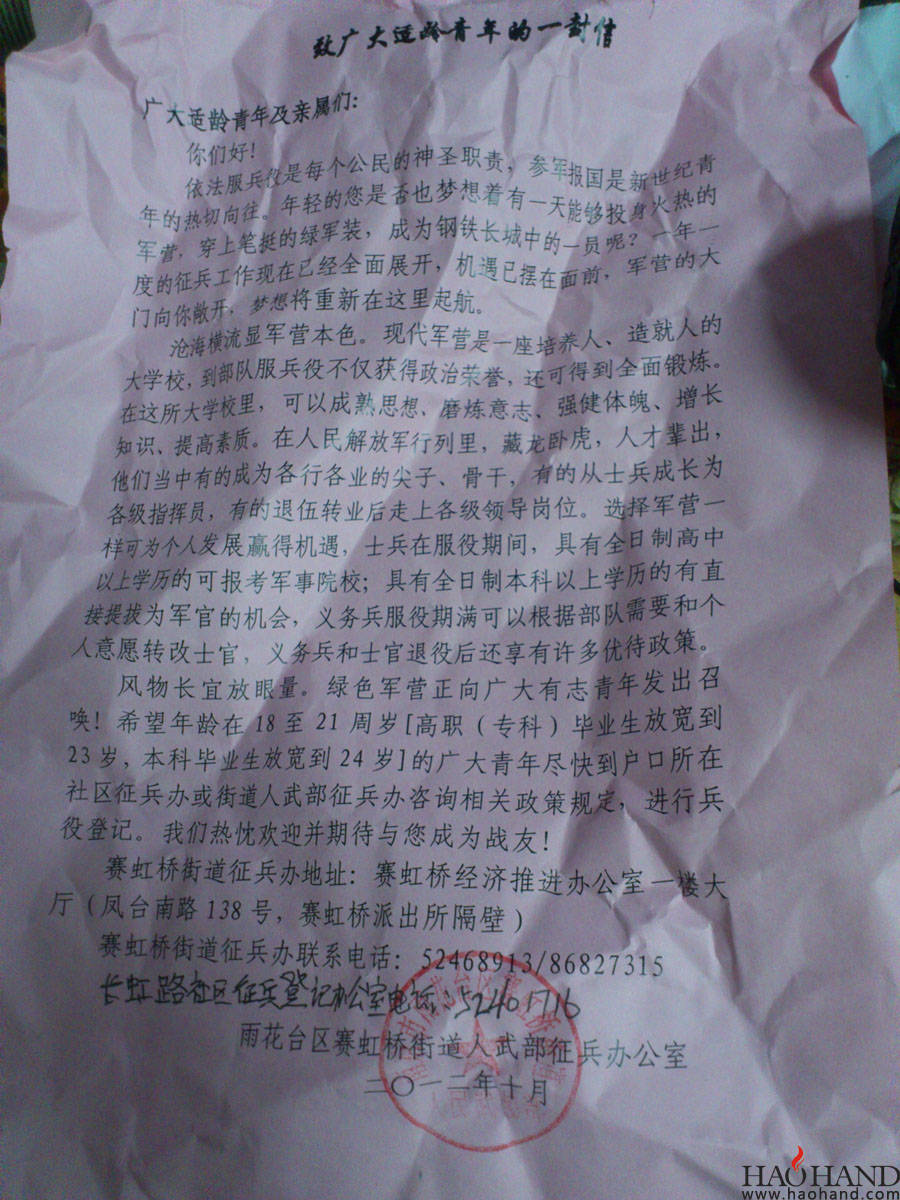 致广大适龄青年的一封信
广大适龄青年及亲属们：
你们好！
依法服兵役是每个公民的神圣职责，参军报国是新世纪青
年的热切向往。年轻的您是否也梦想着有一天能够投身火热的
军营，穿上笔挺的绿军装，成为钢铁长城中的一员呢？一年一
度的征兵工作现在已经全面展开，机遇已摆在面前，军营的大
门向你敞开，梦想将重新在这里起航。
沧海横流显军营本色。现代军营是一座培养人、造就人的
大学校，到部队服兵役不仅获得政治荣誉，还可得到全面锻炼。
在这所大学校里，可以成熟思想、磨炼意志、强健体魄、增长
知识、提高素质。在人民解放军行列里，藏龙卧虎，人才辈出，
他们当中有的成为各行各业的尖子、骨干，有的从士兵成长为
各级指挥员，有的退伍转业后走上各级领导岗位。选择军营一
样可为个人发展赢得机遇，士兵在服役期间，具有全日制高中
以上学历的可报考军事院校；具有全日制本科以上学历的有直
接提拔为军官的机会，义务兵服役期满可以根据部队需要和个
人意愿转改士官，义务兵和士官退役后还享有许多优待政策。
风物长宜放眼量。绿色军营正向广大有志青年发出召
唤！希望年龄在 18 至 21 周岁[高职（专科）毕业生放宽到
23 岁，本科毕业生放宽到 24 岁]的广大青年尽快到户口所在
社区征兵办或街道人武部征兵办咨询相关政策规定，进行兵
役登记。我们热忱欢迎并期待与您成为战友！
赛虹桥街道征兵办地址：赛虹桥经济推进办公室一楼大
厅（凤台南路 138 号，赛虹桥派出所隔壁）
赛虹桥街道征兵办联系电话：52468913/86827315
长虹路社区征兵登记办公室电话：52401716
雨花台区赛虹桥街道人武部征兵办公室
二〇一二年十月
HAOHAND
www.haohand.com